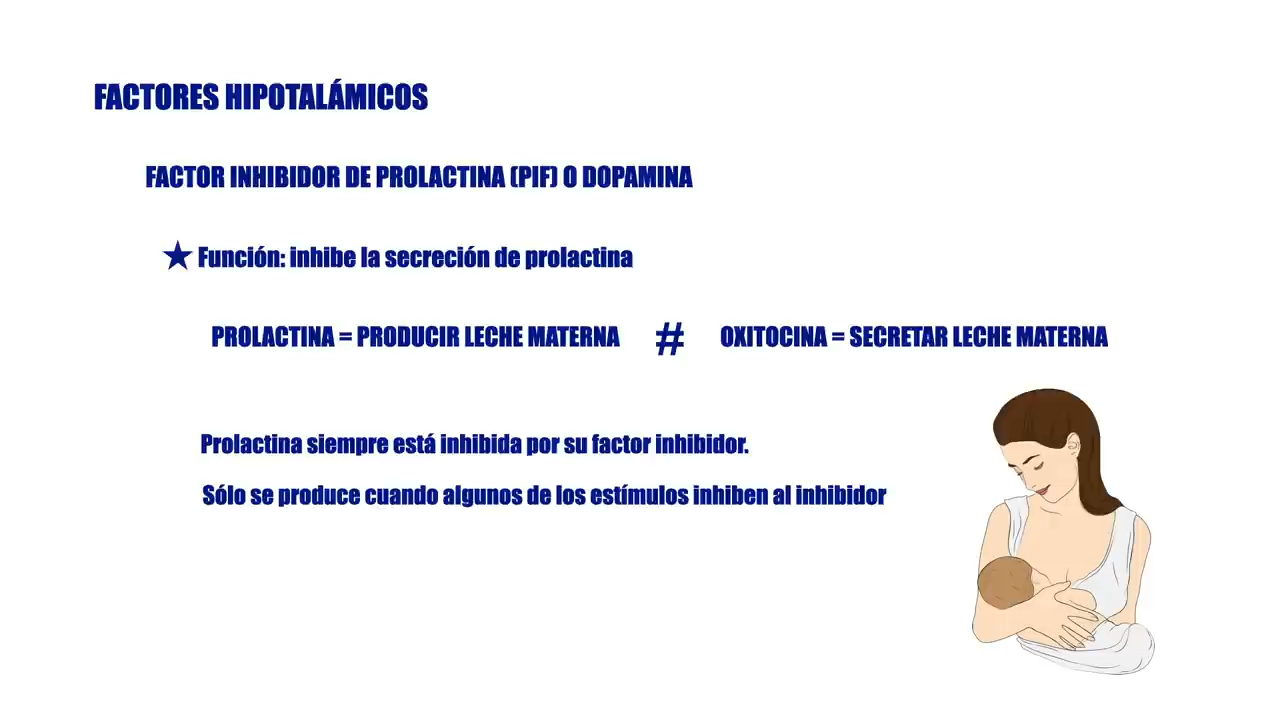 FACTORES HIPOTALÁMICOS
FACTOR INHIBIDOR DE PROLACTINA (PIF) O DOPAMINA
★ Función: inhibe la secreción de prolactina
PROLACTINA = PRODUCIR LECHE MATERNA # OXITOCINA = SECRETAR LECHE MATERNA
Prolactina siempre está inhibida por su factor inhibidor.
Sólo se produce cuando algunos de los estímulos inhiben al inhibidor